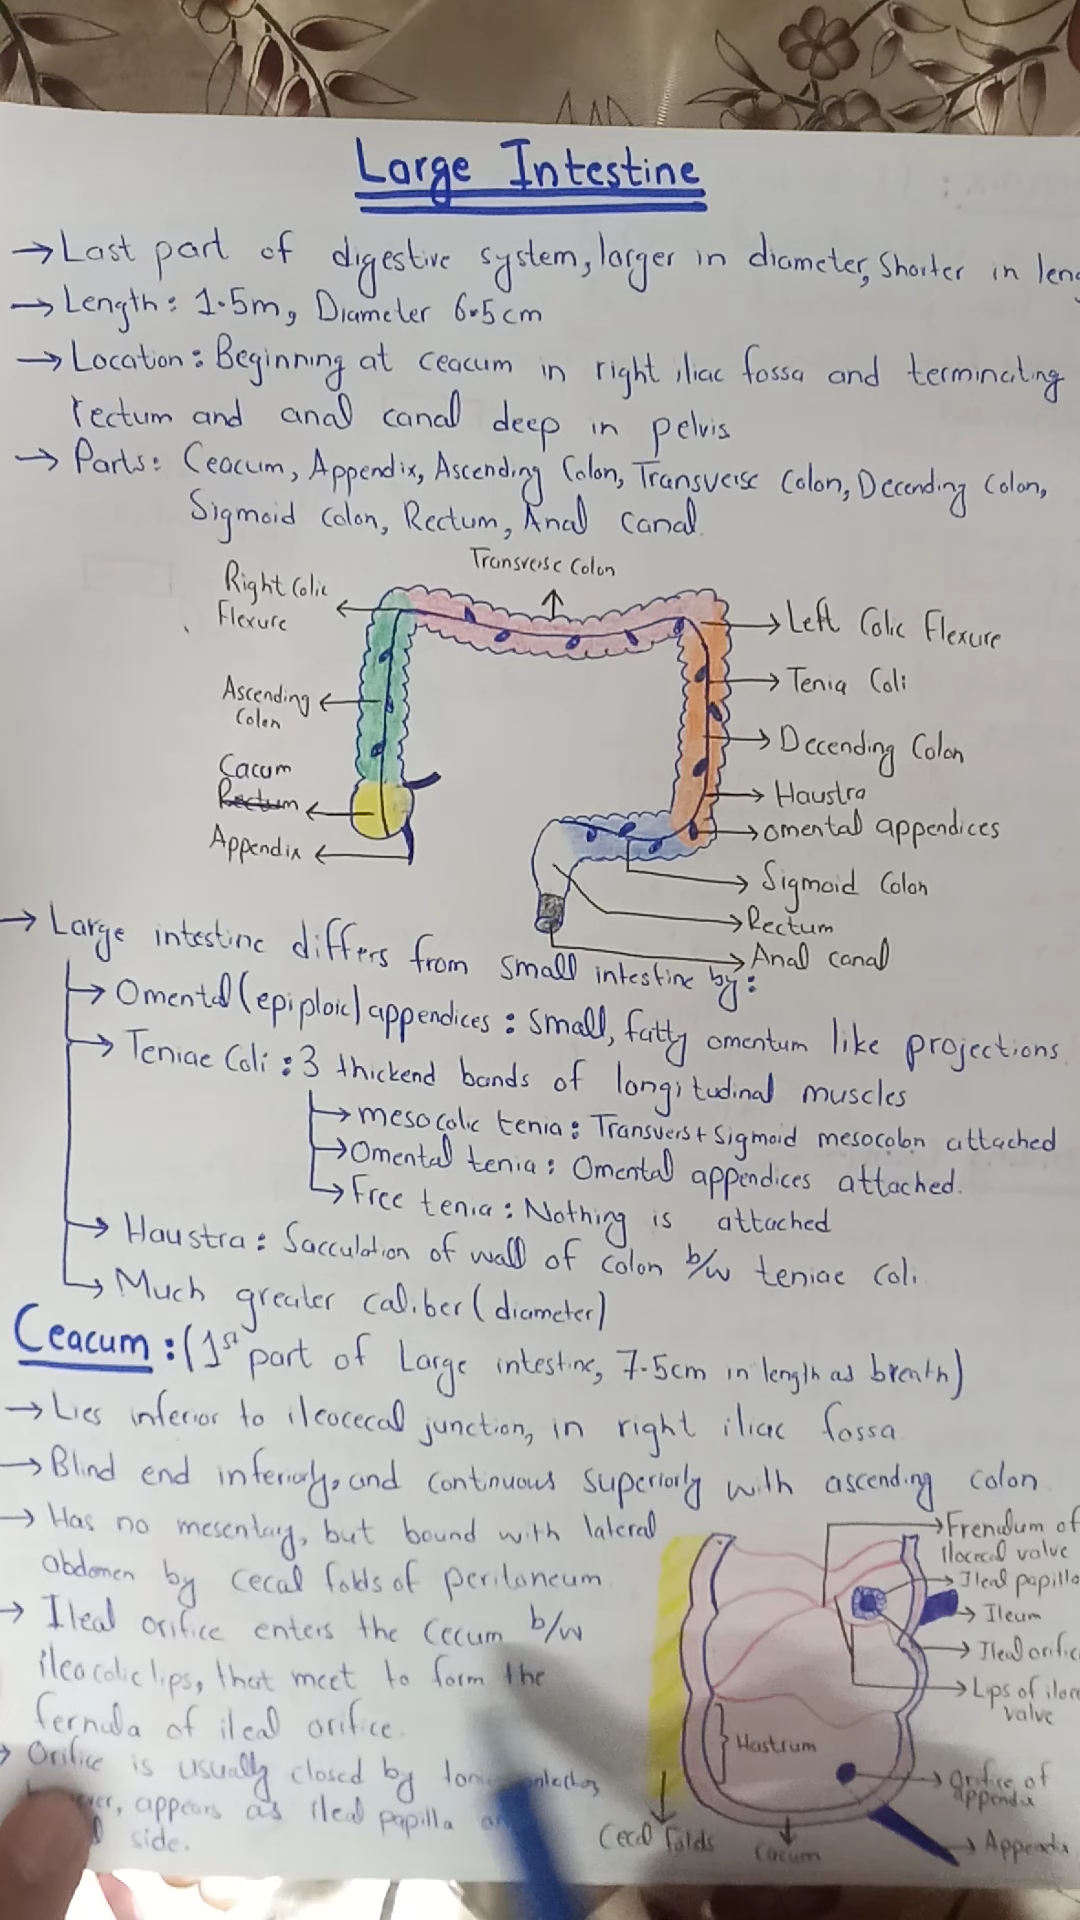 Large Intestine
→ Last part of digestive system, larger in diameter, Shorter in leng
→ Length: 1.5m, Diameter 6.5cm
→ Location: Beginning at ceacum in right iliac fossa and terminating
rectum and anal canal deep in pelvis
→ Parts: Ceacum, Appendix, Ascending Colon, Transverse Colon, Decending Colon,
Sigmoid Colon, Rectum, Anal canal.
Transverse Colon
Right Colic
Flexure
Left Colic Flexure
Tenia Coli
Ascending
Colon
Decending Colon
Cacum
Rectum
Haustra
Appendix
omental appendices
Sigmoid Colon
Rectum
Anal canal
→ Large intestine differs from small intestine by:
→ Omental (epiploic) appendices: Small, fatty omentum like projections.
→ Teniae Coli: 3 thickend bands of longitudinal muscles
→ mesocolic tenia: Transvers + Sigmoid mesocolon attached
→ Omental tenia: Omental appendices attached.
→ Free tenia: Nothing is attached
→ Haustra: Sacculation of wall of colon b/w teniae coli.
→ Much greater caliber (diameter)
Ceacum: (1st part of Large intestine, 7.5cm in length as breath)
→ Lies inferior to ileocecal junction, in right iliac fossa
→ Blind end inferiorly, and continuous superiorly with ascending colon.
→ Has no mesentary, but bound with lateral
abdomen by cecal folds of peritoneum.
→ Ileal orifice enters the Cecum b/w
ileocolic lips, that meet to form the
fernula of ileal orifice.
→ Orifice is usually closed by tonic
appears as ileal papilla
side.
Frenulum of
Ilocecal valve
Ileal papilla
Ileum
Ileal orific
Lips of iloc
valve
Hastrum
Orifice of
appendix
Appendix
Cecal folds
Cacum